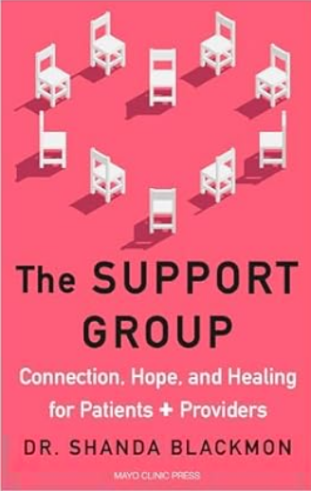 The SUPPORT
GROUP
Connection, Hope, and Healing
for Patients + Providers
DR. SHANDA BLACKMON
MAYO CLINIC PRESS